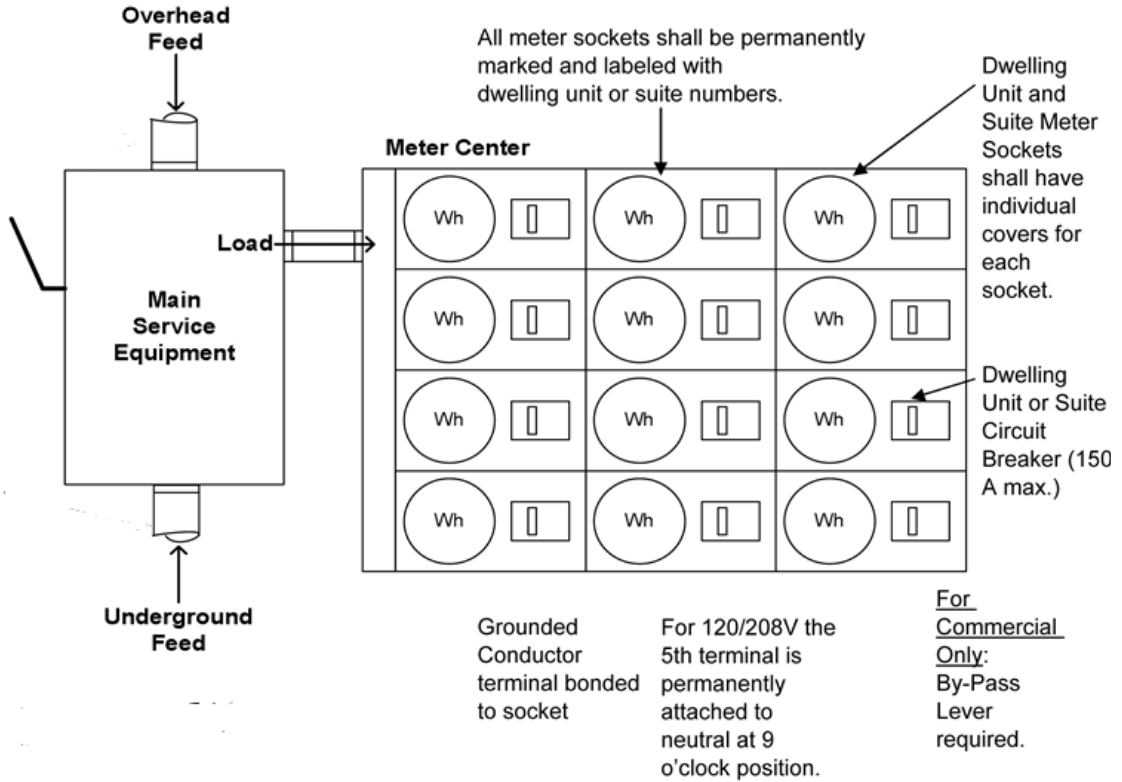 Overhead
Feed
All meter sockets shall be permanently
marked and labeled with
dwelling unit or suite numbers.
Dwelling
Unit and
Suite Meter
Sockets
shall have
individual
covers for
each
socket.
Meter Center
Load
Main
Service
Equipment
Wh
Wh
Wh
Wh
Wh
Wh
Wh
Wh
Wh
Wh
Wh
Wh
Dwelling
Unit or Suite
Circuit
Breaker (150
A max.)
Underground
Feed
Grounded
Conductor
terminal bonded
to socket
For 120/208V the
5th terminal is
permanently
attached to
neutral at 9
o'clock position.
For
Commercial
Only:
By-Pass
Lever
required.